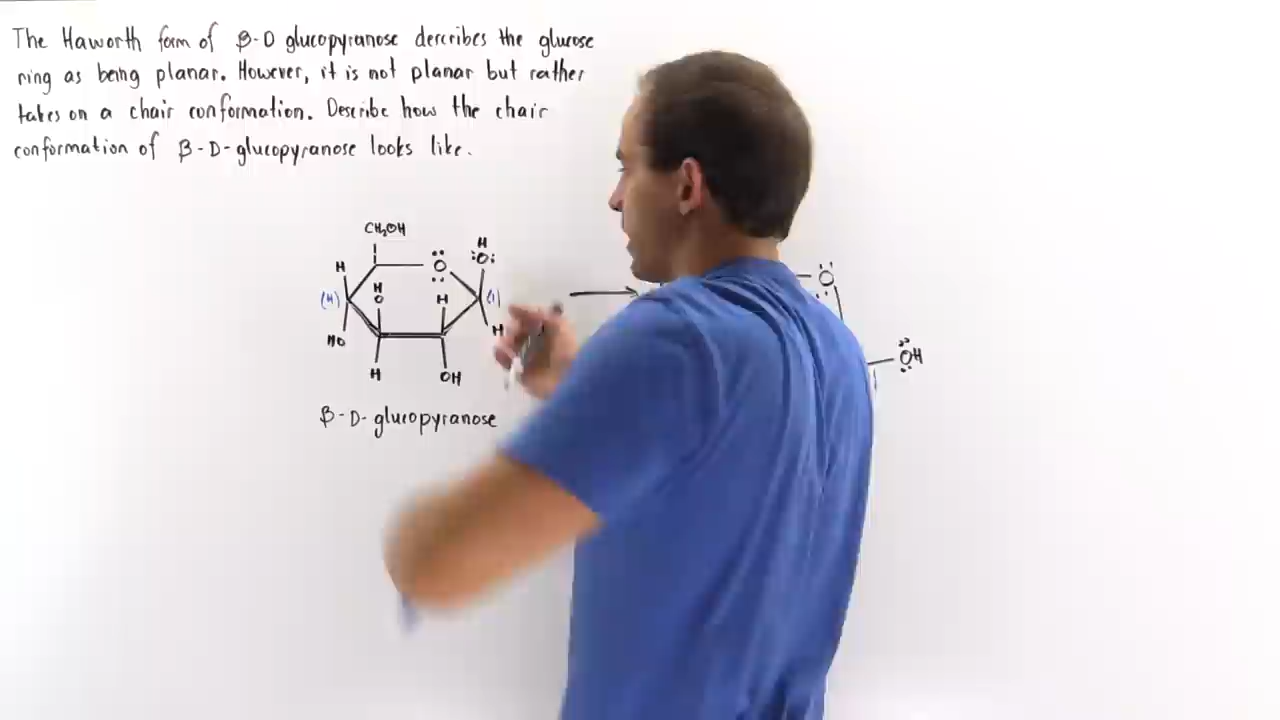 The Haworth form of β-D glucopyranose describes the glucose
ring as being planar. However, it is not planar but rather
takes on a chair conformation. Describe how the chair
conformation of β-D-glucopyranose looks like.
CH₂OH
H
H O :O:
(4) H O H (1)
HO H
H OH
O
OH
β-D-glucopyranose